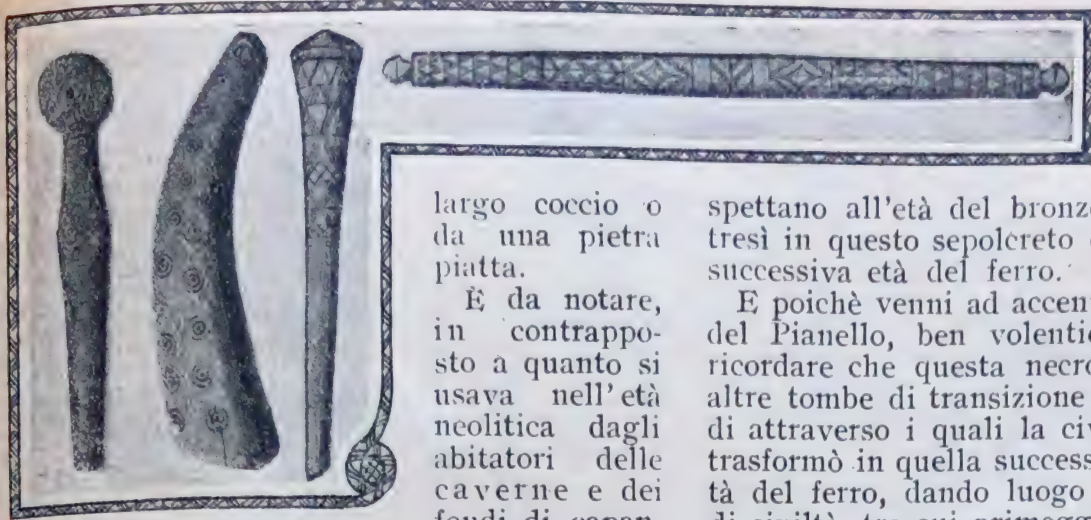 largo coccio o
da una pietra
piatta.
È da notare,
in contrappo-
sto a quanto si
usava nell'età
neolitica dagli
abitatori delle
caverne e dei
spettano all'età del bronz
tresì in questo sepolcreto
successiva età del ferro.
E poichè venni ad accen
del Pianello, ben volenti
ricordare che questa necr
altre tombe di transizione
di attraverso i quali la ci
trasformò in quella success
tà del ferro, dando luogo